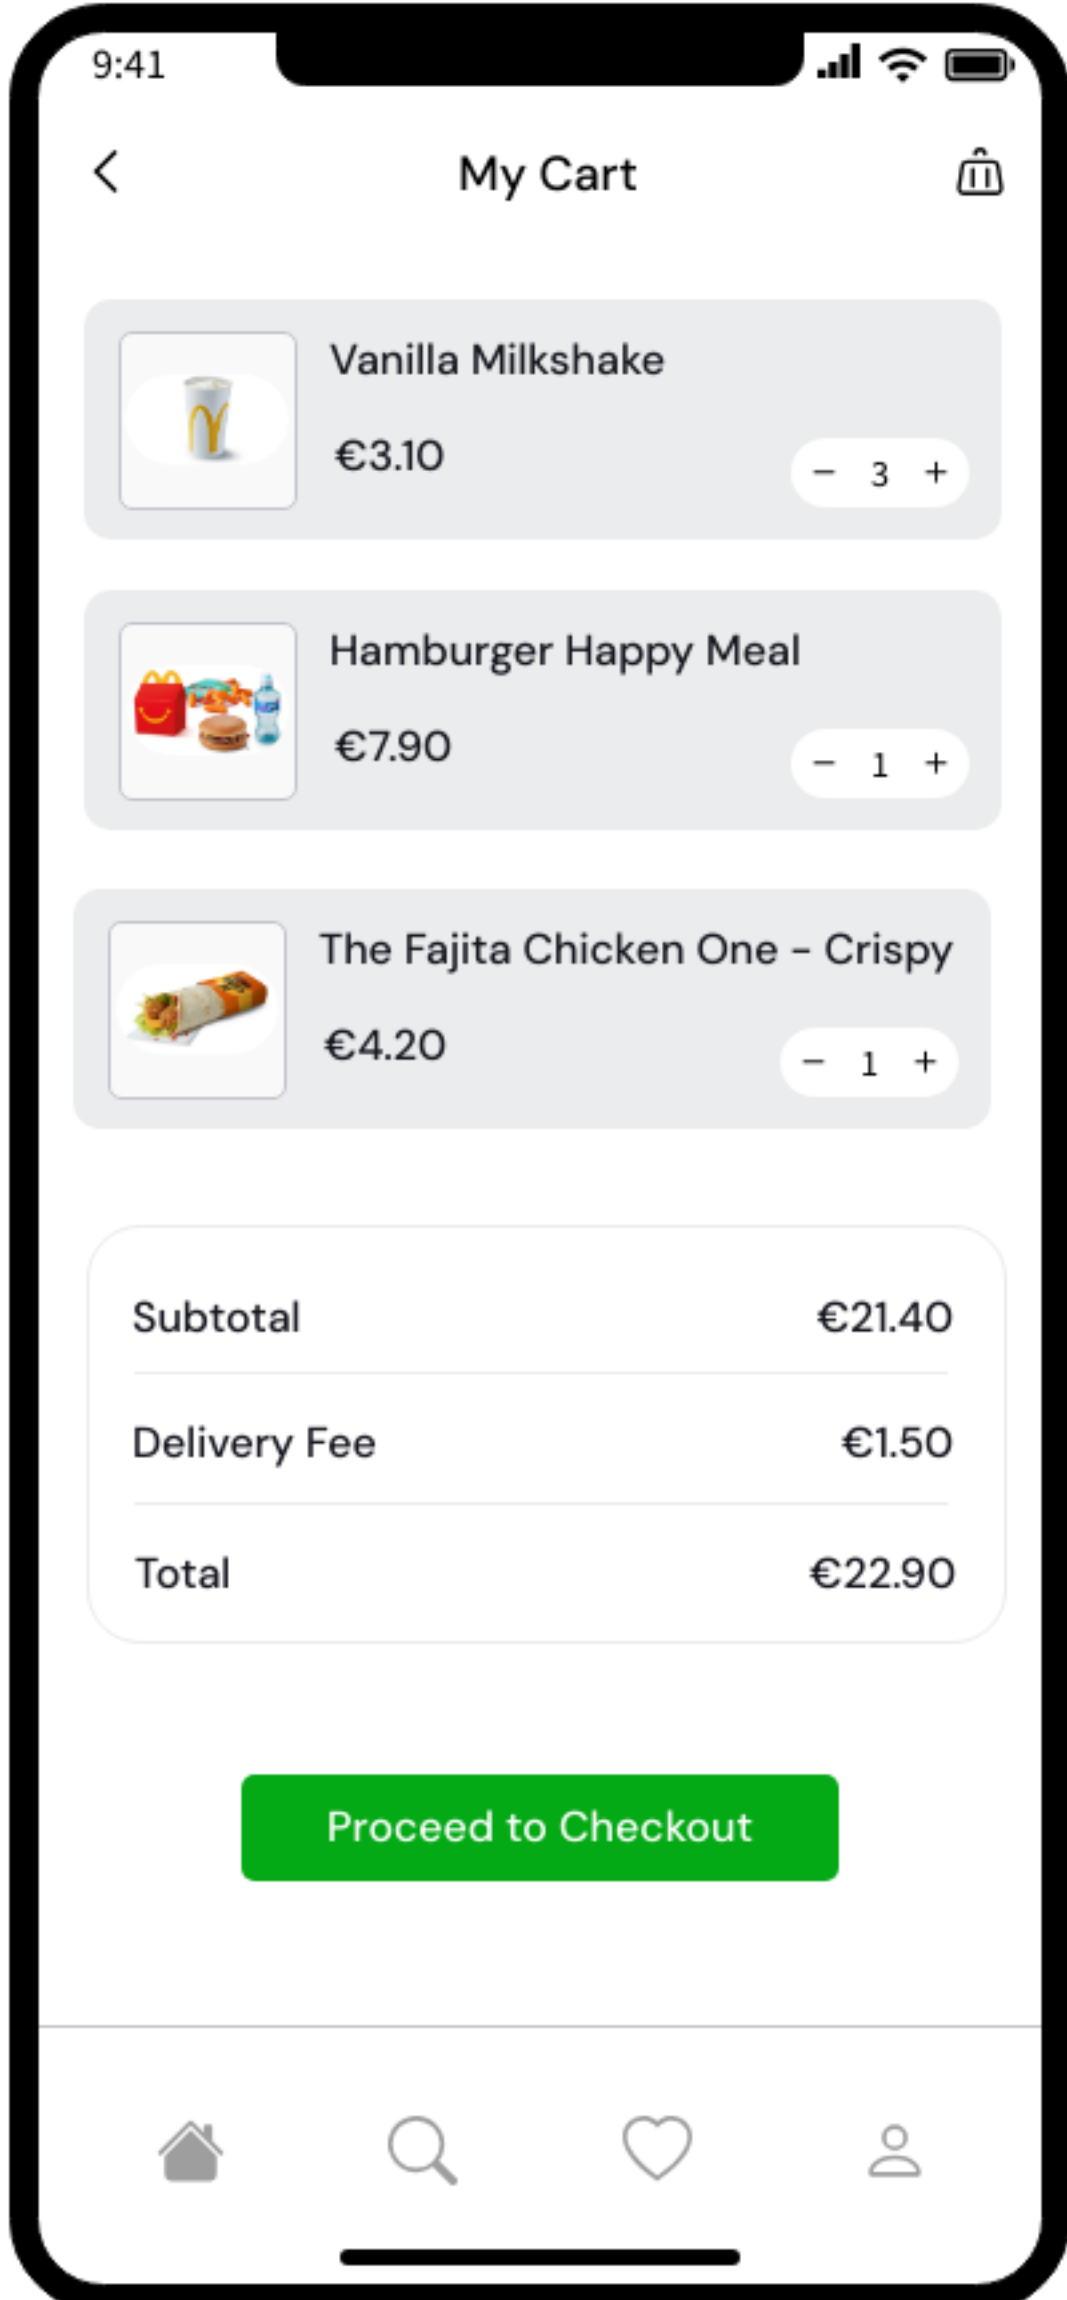 9:41
My Cart
Vanilla Milkshake
€3.10
− 3 +
Hamburger Happy Meal
€7.90
− 1 +
The Fajita Chicken One - Crispy
€4.20
− 1 +
Subtotal €21.40
Delivery Fee €1.50
Total €22.90
Proceed to Checkout